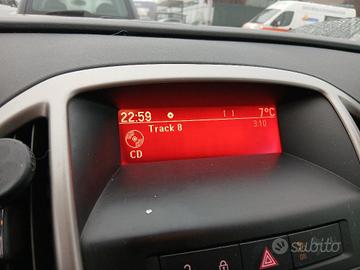 22:59 7°C
Track 8 3:10
CD
subito